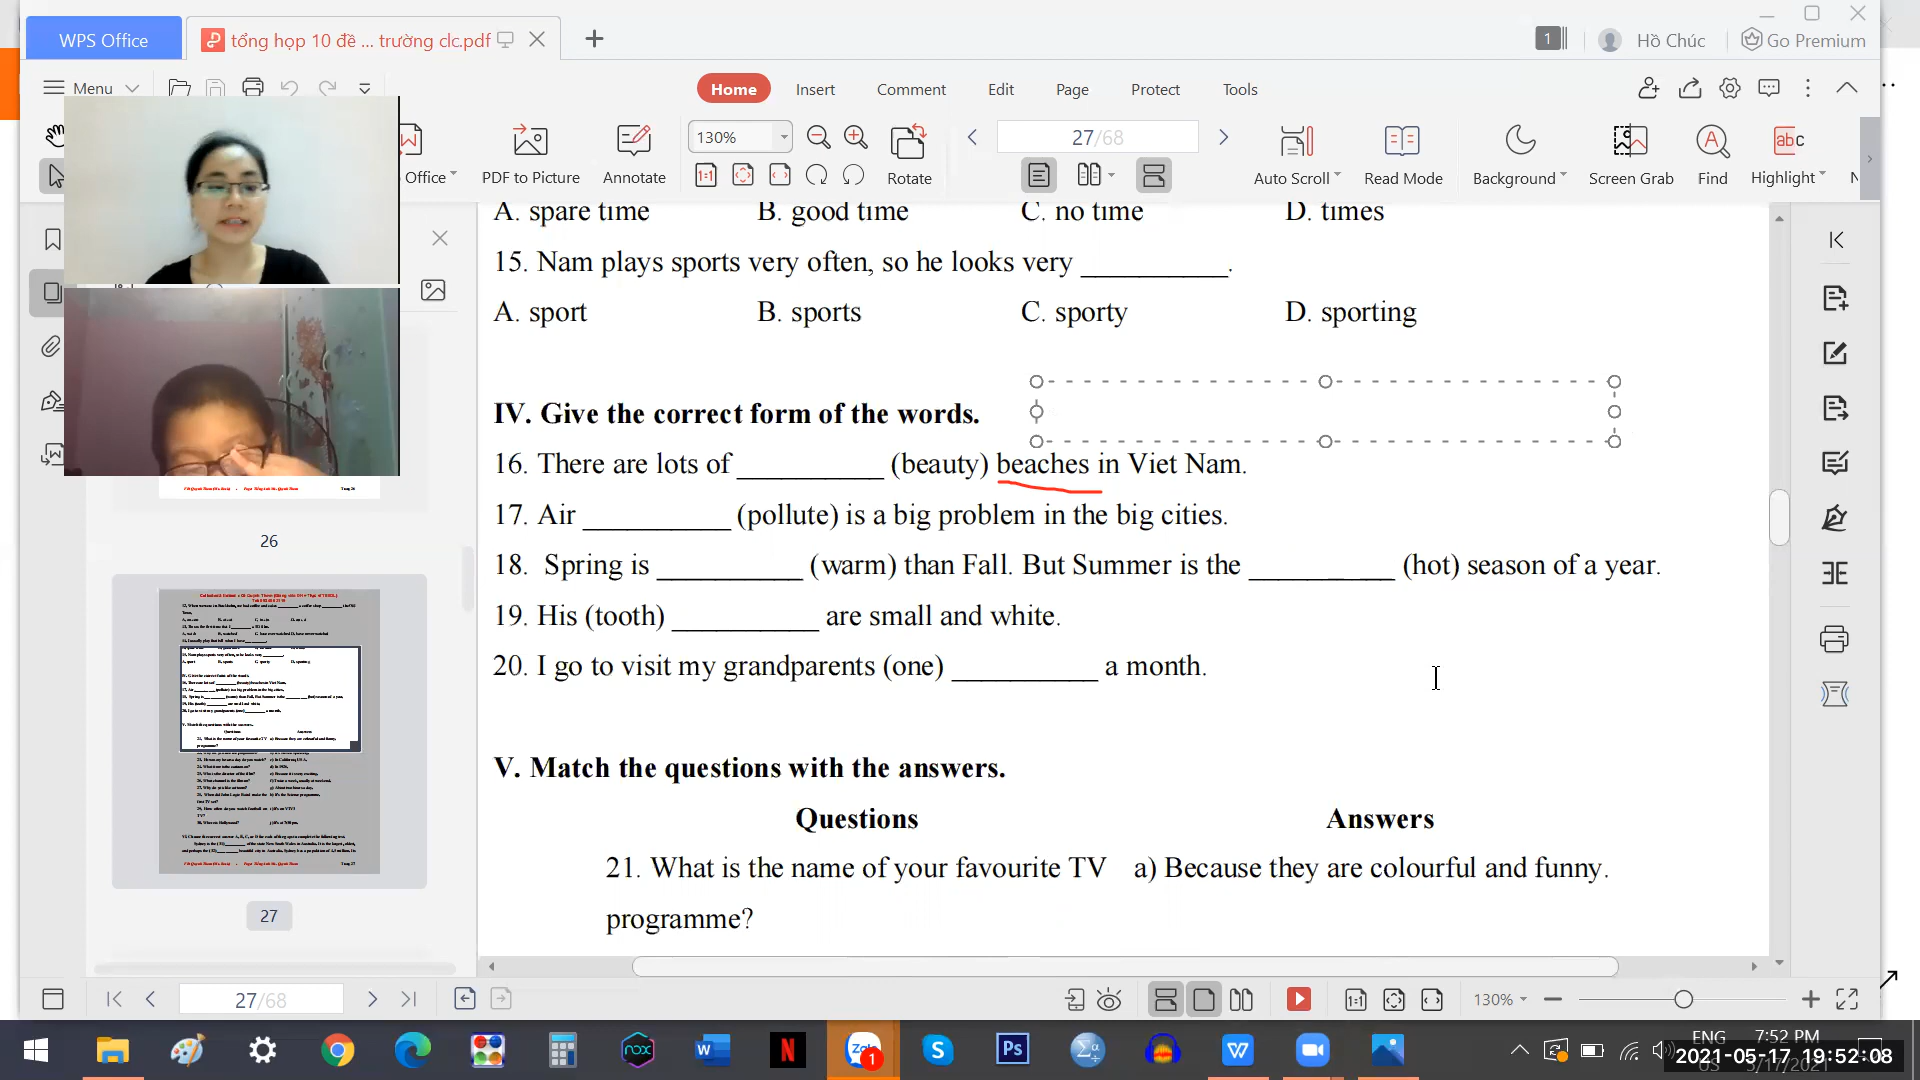 WPS Office
tổng hợp 10 đề ... trường clc.pdf
1
Hồ Chúc
Go Premium
Menu
Home
Insert
Comment
Edit
Page
Protect
Tools
Office
PDF to Picture
Annotate
130%
Rotate
27/68
Auto Scroll
Read Mode
Background
Screen Grab
Find
Highlight
A. spare time B. good time C. no time D. times
15. Nam plays sports very often, so he looks very __________.
A. sport B. sports C. sporty D. sporting
IV. Give the correct form of the words.
16. There are lots of __________ (beauty) beaches in Viet Nam.
17. Air __________ (pollute) is a big problem in the big cities.
18. Spring is __________ (warm) than Fall. But Summer is the __________ (hot) season of a year.
19. His (tooth) __________ are small and white.
20. I go to visit my grandparents (one) __________ a month.
V. Match the questions with the answers.
Questions Answers
21. What is the name of your favourite TV programme? a) Because they are colourful and funny.
26
27
27/68
130%
ENG
7:52 PM
2021-05-17 19:52:08